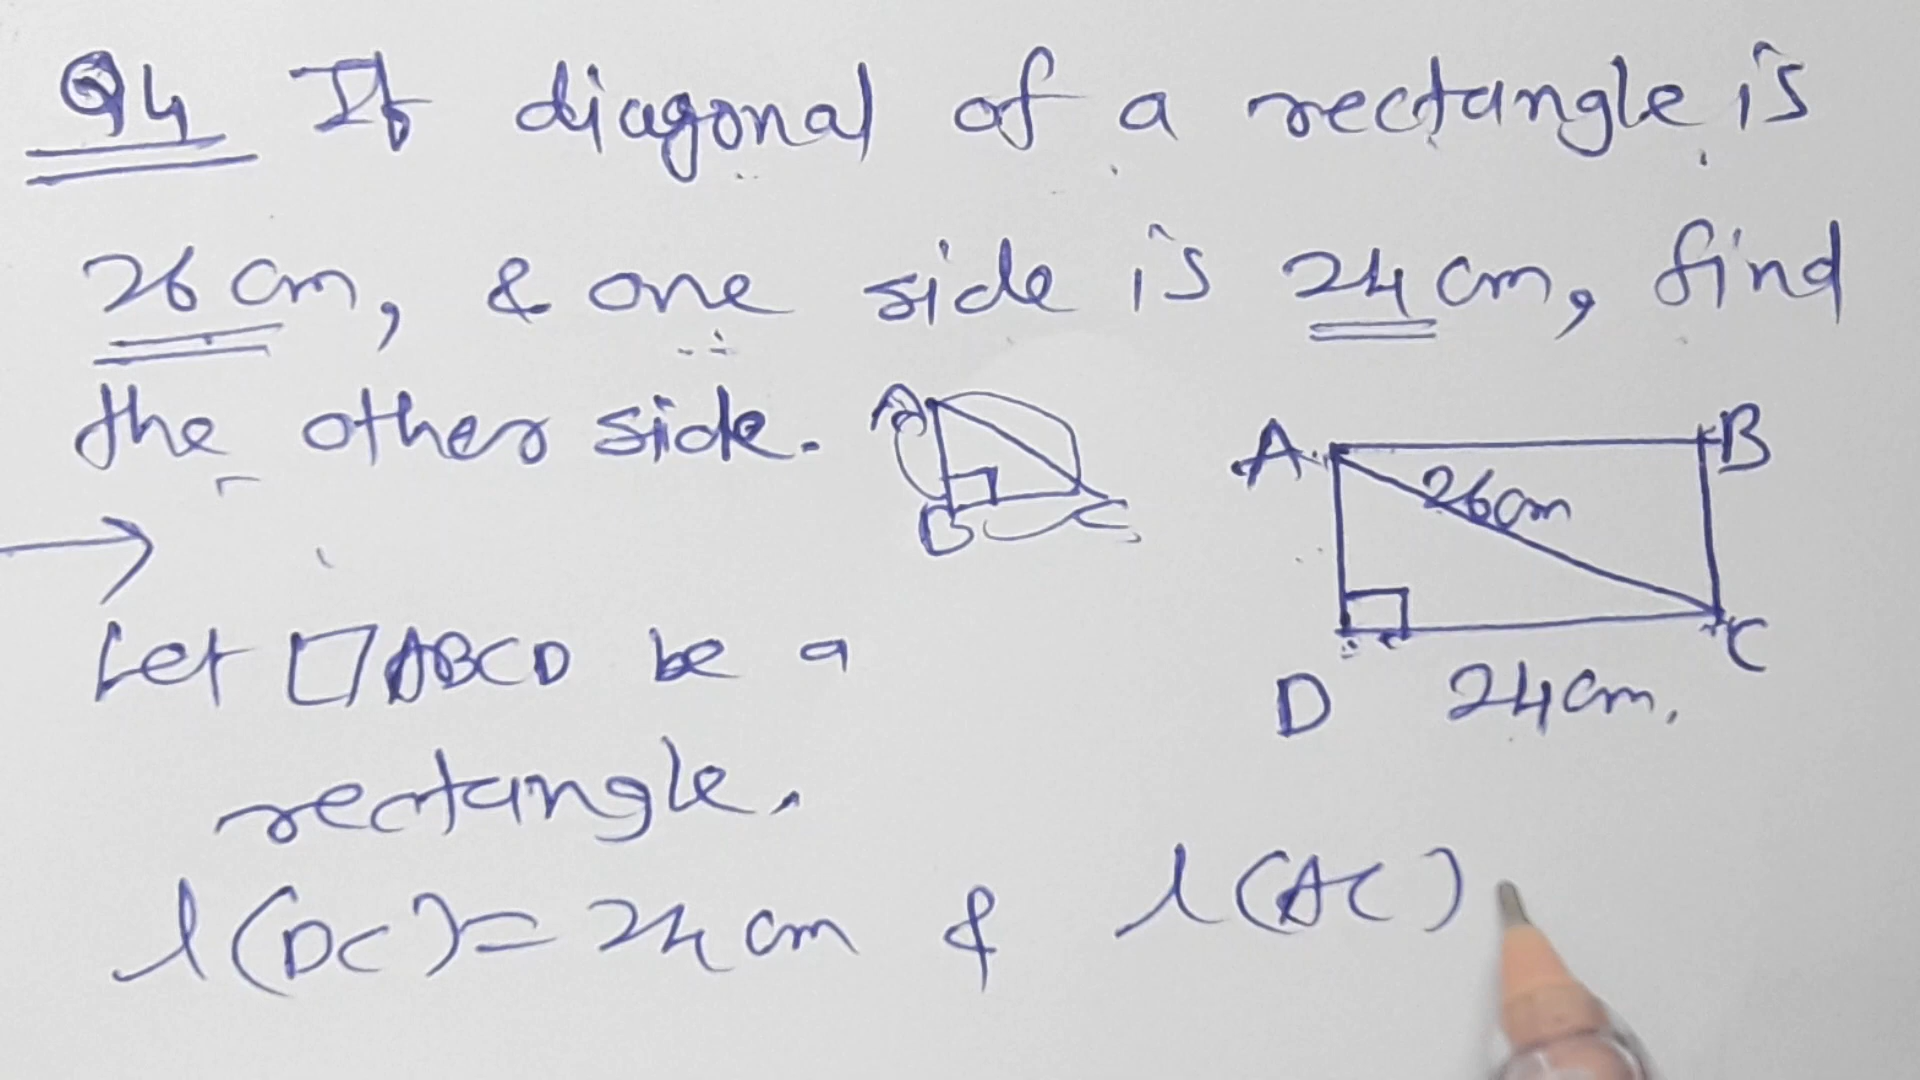 Q4 If diagonal of a rectangle is
26 cm, & one side is 24 cm, find
the other side.
A
B
C
A
B
26cm
C
D
24cm.
→
Let □ABCD be a
rectangle.
l(DC) = 24 cm & l(AC)